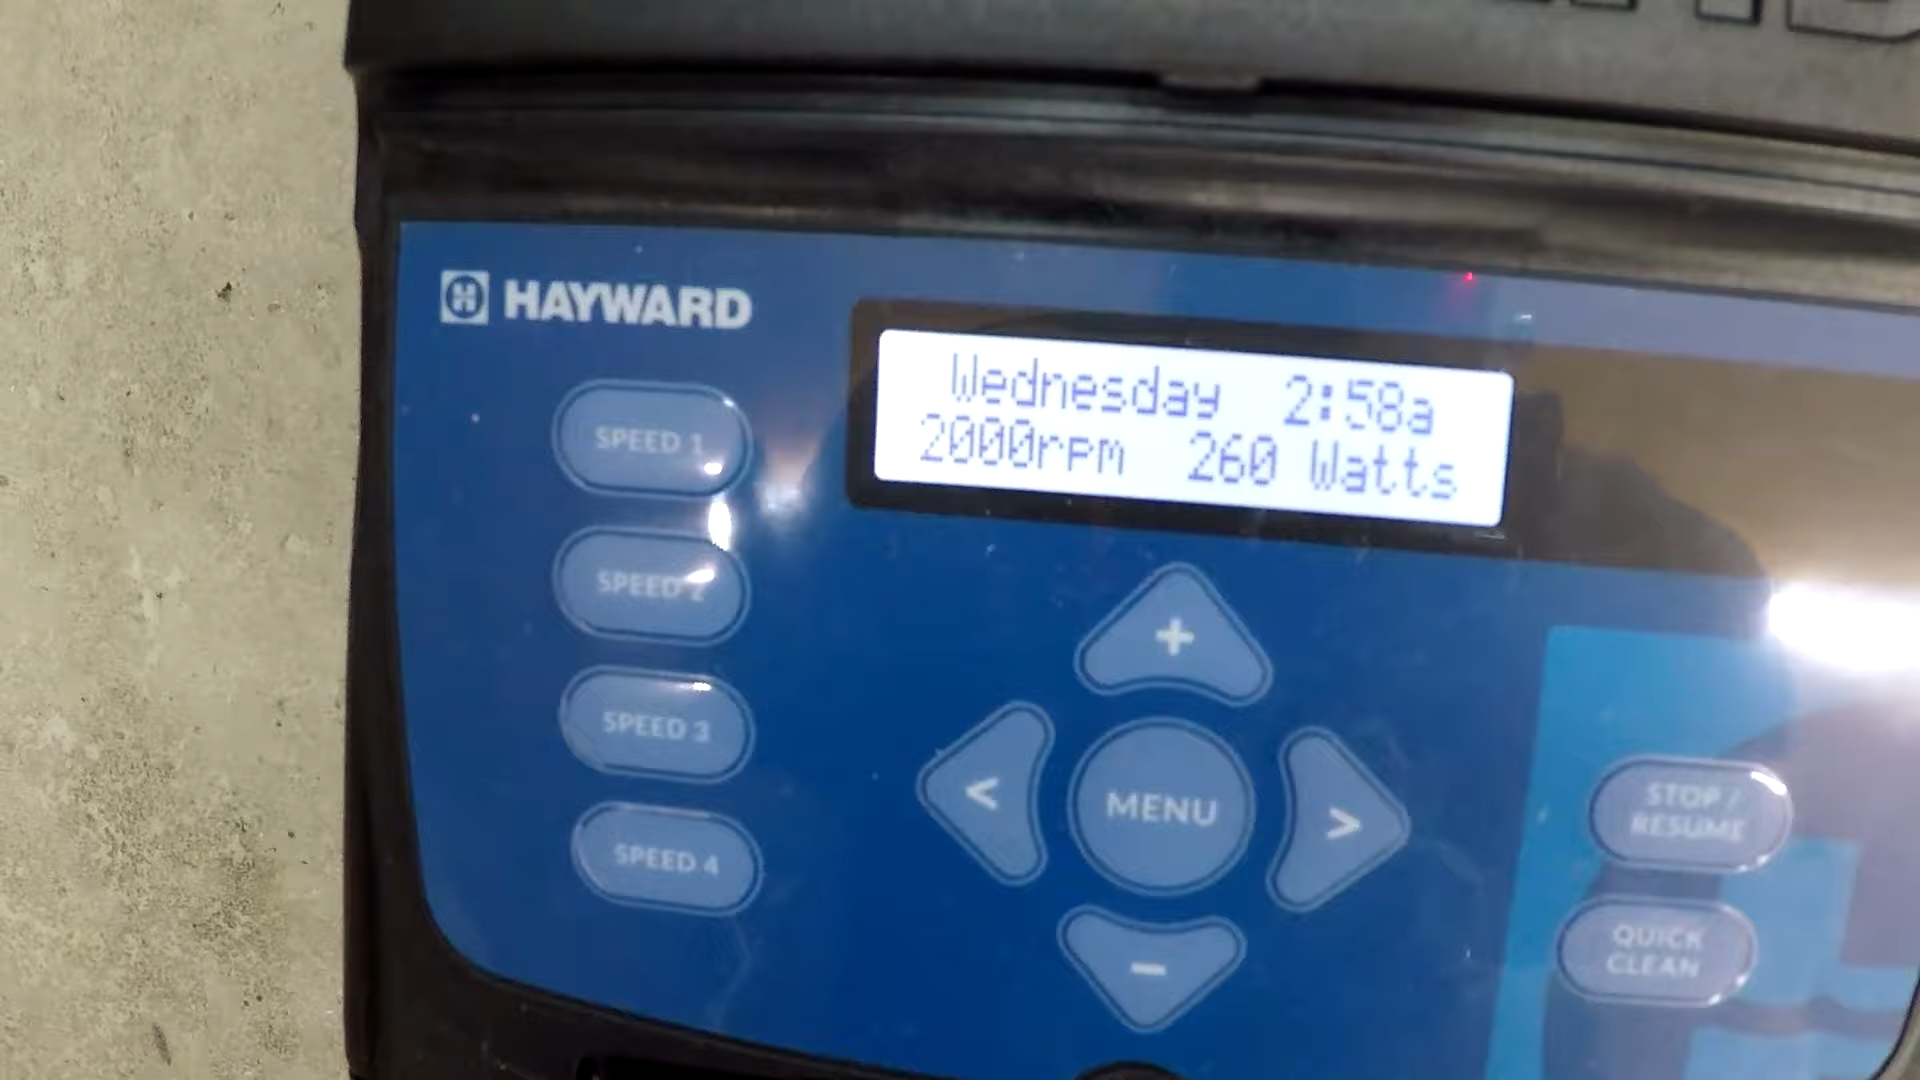 HAYWARD
Wednesday 2:58a
2000rpm 260 Watts
SPEED 1
SPEED 2
SPEED 3
SPEED 4
+
<
MENU
>
-
STOP /
RESUME
QUICK
CLEAN